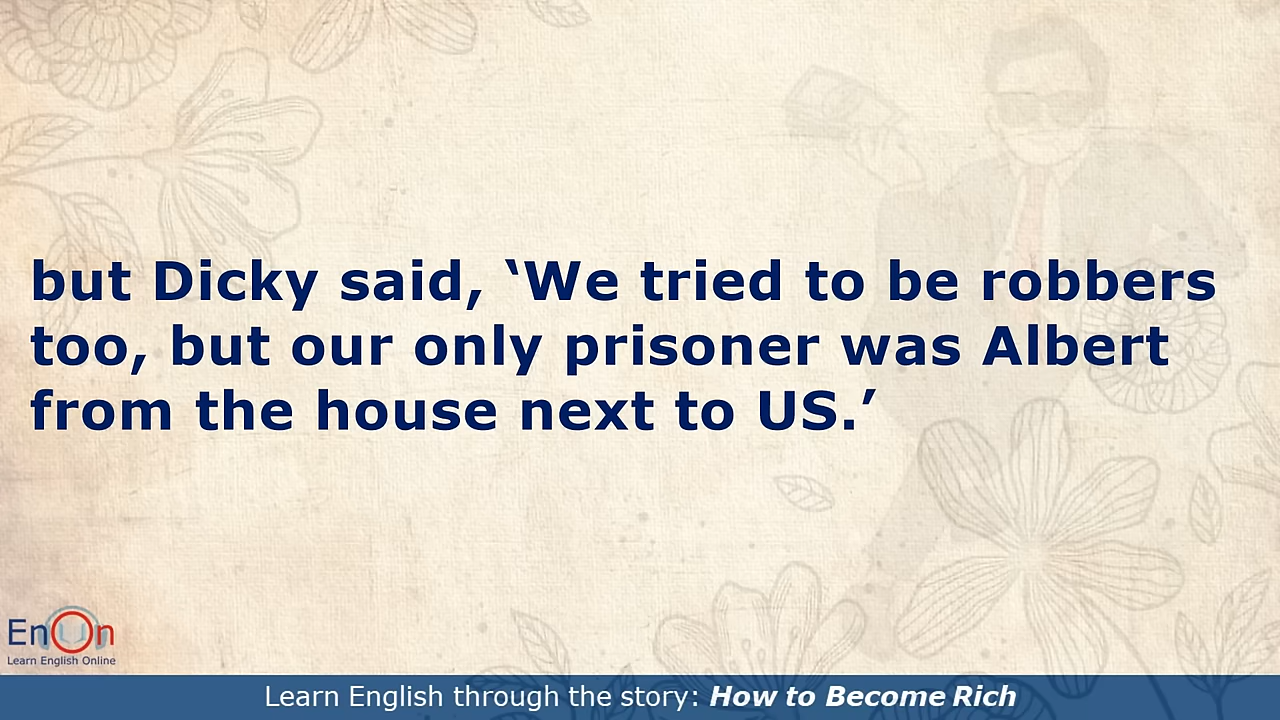 but Dicky said, ‘We tried to be robbers
too, but our only prisoner was Albert
from the house next to US.’
EnOn
Learn English Online
Learn English through the story: How to Become Rich